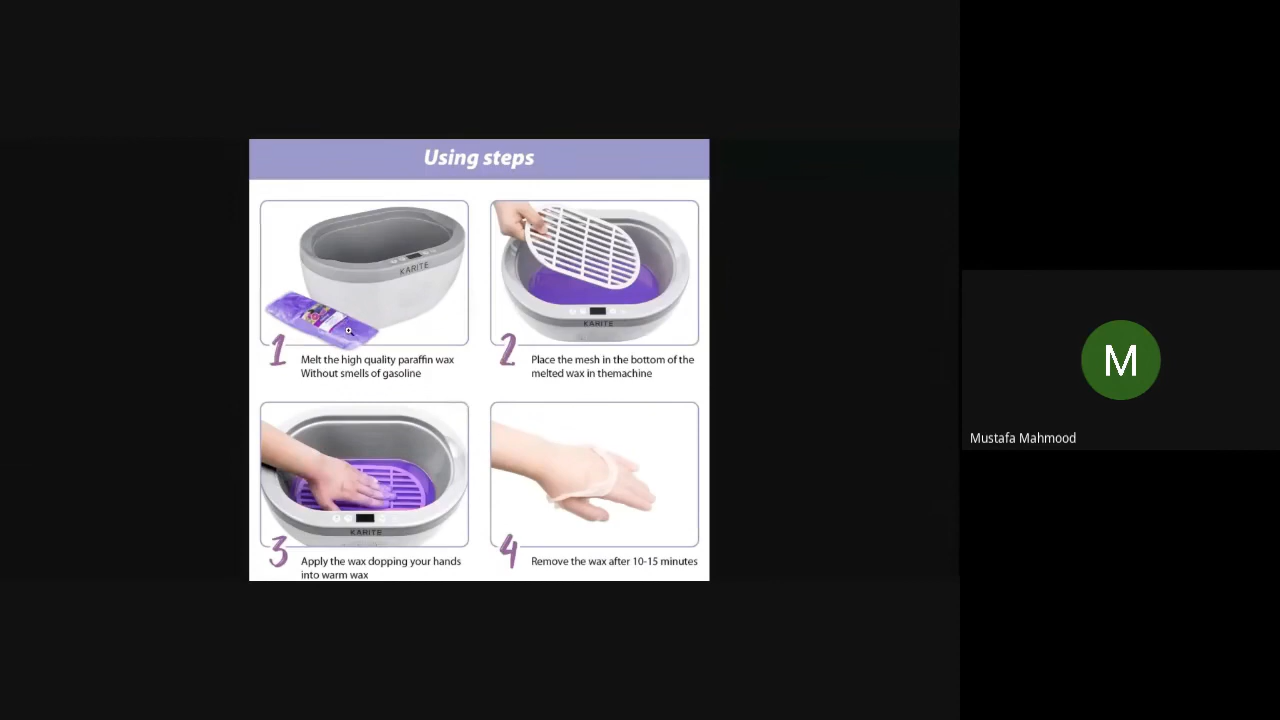 Using steps
KARITE
1
Melt the high quality paraffin wax
Without smells of gasoline
KARITE
2
Place the mesh in the bottom of the
melted wax in themachine
KARITE
3
Apply the wax dopping your hands
into warm wax
4
Remove the wax after 10-15 minutes
M
Mustafa Mahmood